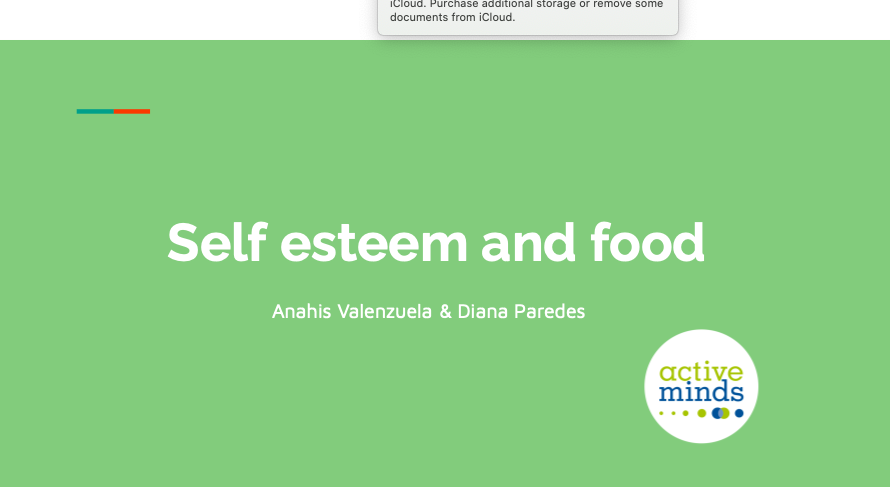 iCloud. Purchase additional storage or remove some
documents from iCloud.
Self esteem and food
Anahis Valenzuela & Diana Paredes
active
minds